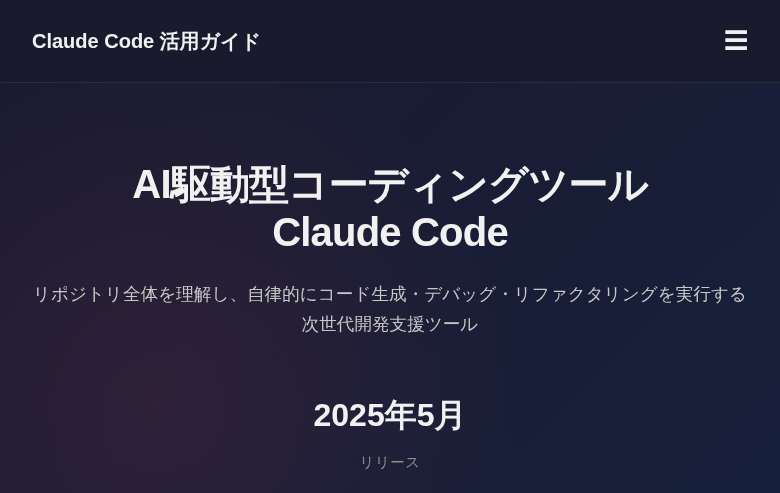 Claude Code 活用ガイド
☰
AI駆動型コーディングツール
Claude Code
リポジトリ全体を理解し、自律的にコード生成・デバッグ・リファクタリングを実行する
次世代開発支援ツール
2025年5月
リリース